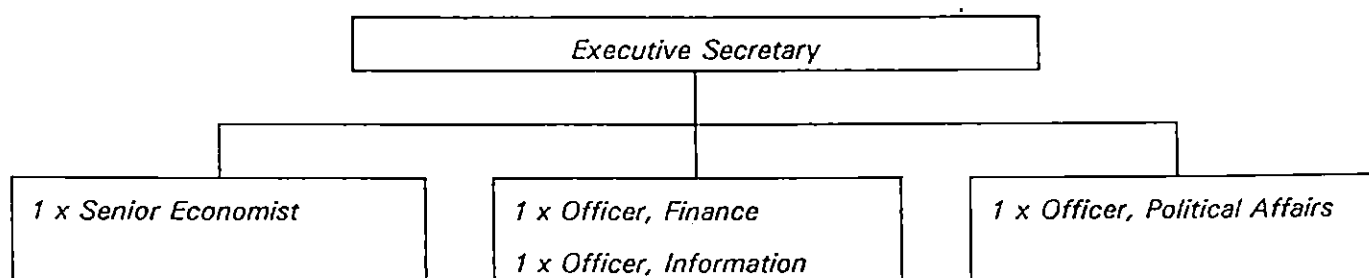 Executive Secretary
1 x Senior Economist
1 x Officer, Finance
1 x Officer, Information
1 x Officer, Political Affairs